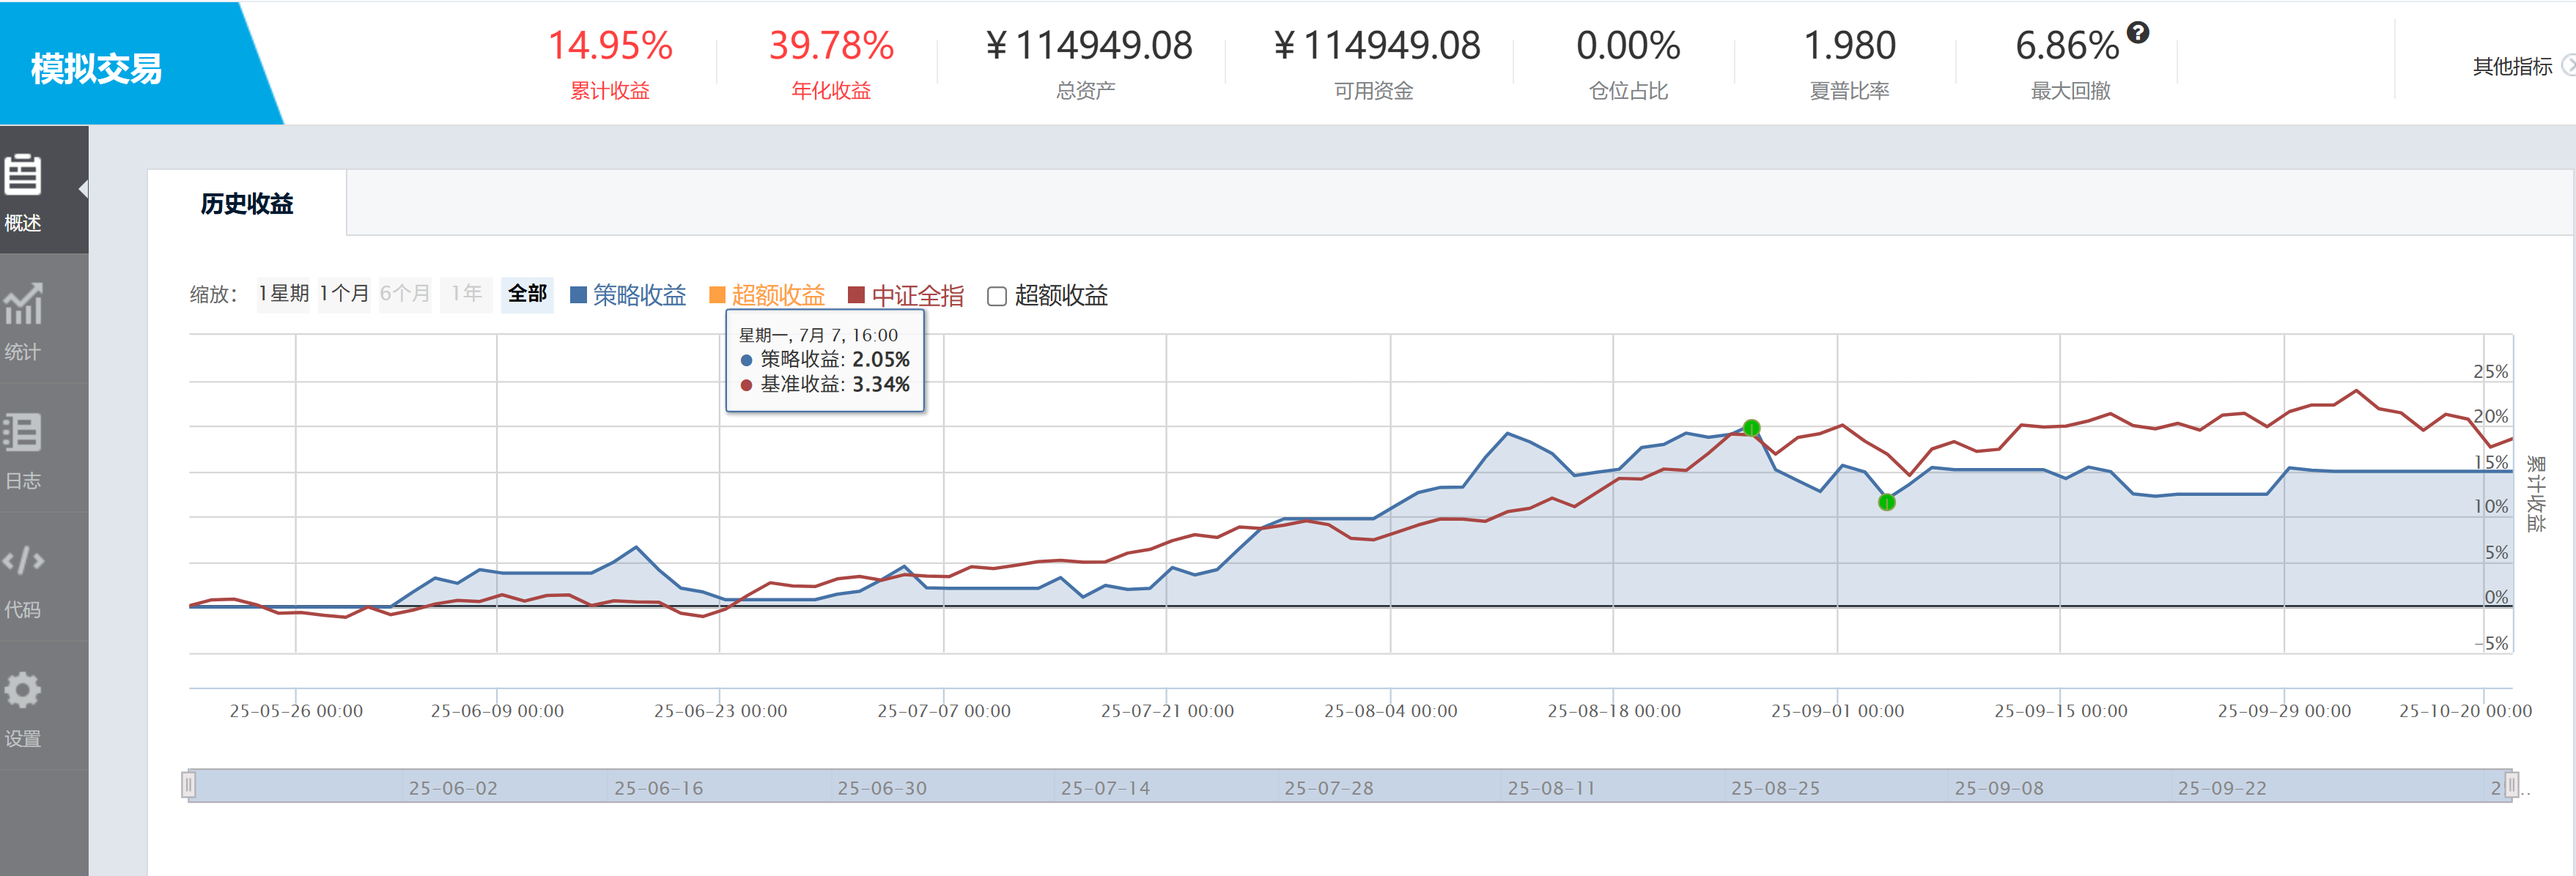 模拟交易
14.95%
累计收益
39.78%
年化收益
¥ 114949.08
总资产
¥ 114949.08
可用资金
0.00%
仓位占比
1.980
夏普比率
6.86% ?
最大回撤
其他指标
概述
统计
日志
代码
设置
历史收益
缩放： 1星期 1个月 6个月 1年 全部 策略收益 超额收益 中证全指 超额收益
星期一, 7月 7, 16:00
策略收益: 2.05%
基准收益: 3.34%
25%
20%
15%
10%
5%
0%
-5%
累计收益
25-05-26 00:00 25-06-09 00:00 25-06-23 00:00 25-07-07 00:00 25-07-21 00:00 25-08-04 00:00 25-08-18 00:00 25-09-01 00:00 25-09-15 00:00 25-09-29 00:00 25-10-20 00:00
25-06-02 25-06-16 25-06-30 25-07-14 25-07-28 25-08-11 25-08-25 25-09-08 25-09-22